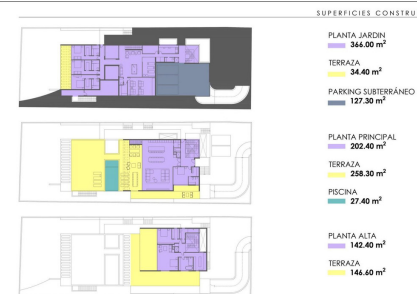 SUPERFICIES CONSTRU
PLANTA JARDIN
366.00 m²
TERRAZA
34.40 m²
PARKING SUBTERRÁNEO
127.30 m²
PLANTA PRINCIPAL
202.40 m²
TERRAZA
258.30 m²
PISCINA
27.40 m²
PLANTA ALTA
142.40 m²
TERRAZA
146.60 m²